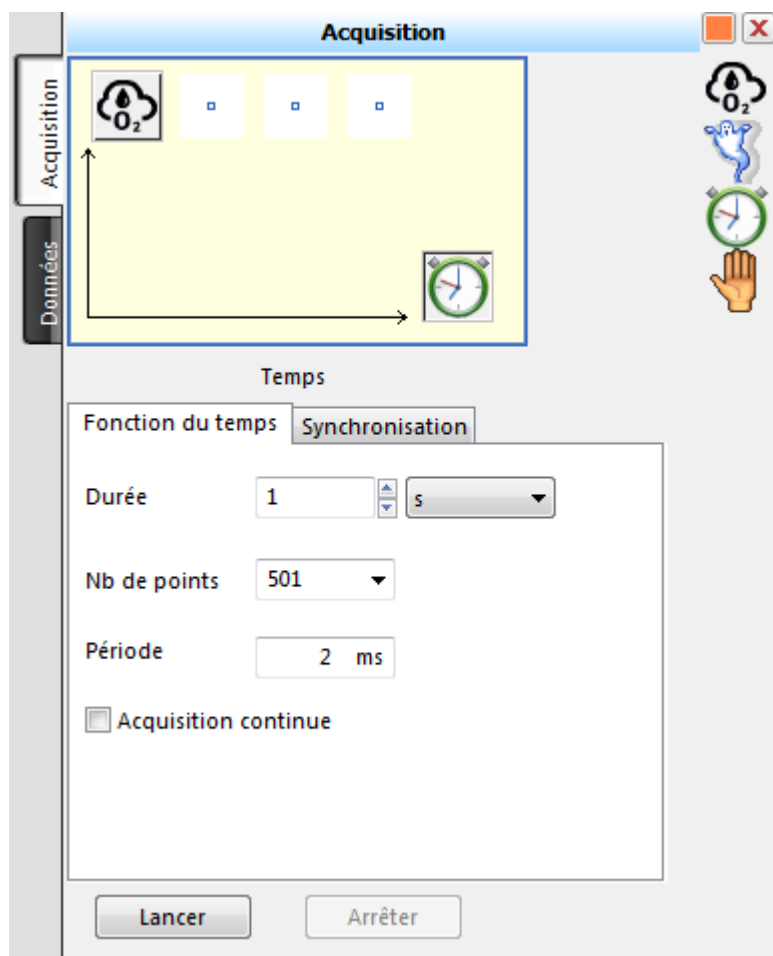 Acquisition
Acquisition
Données
O2
O2
Temps
Fonction du temps
Synchronisation
Durée
1
s
Nb de points
501
Période
2 ms
Acquisition continue
Lancer
Arrêter